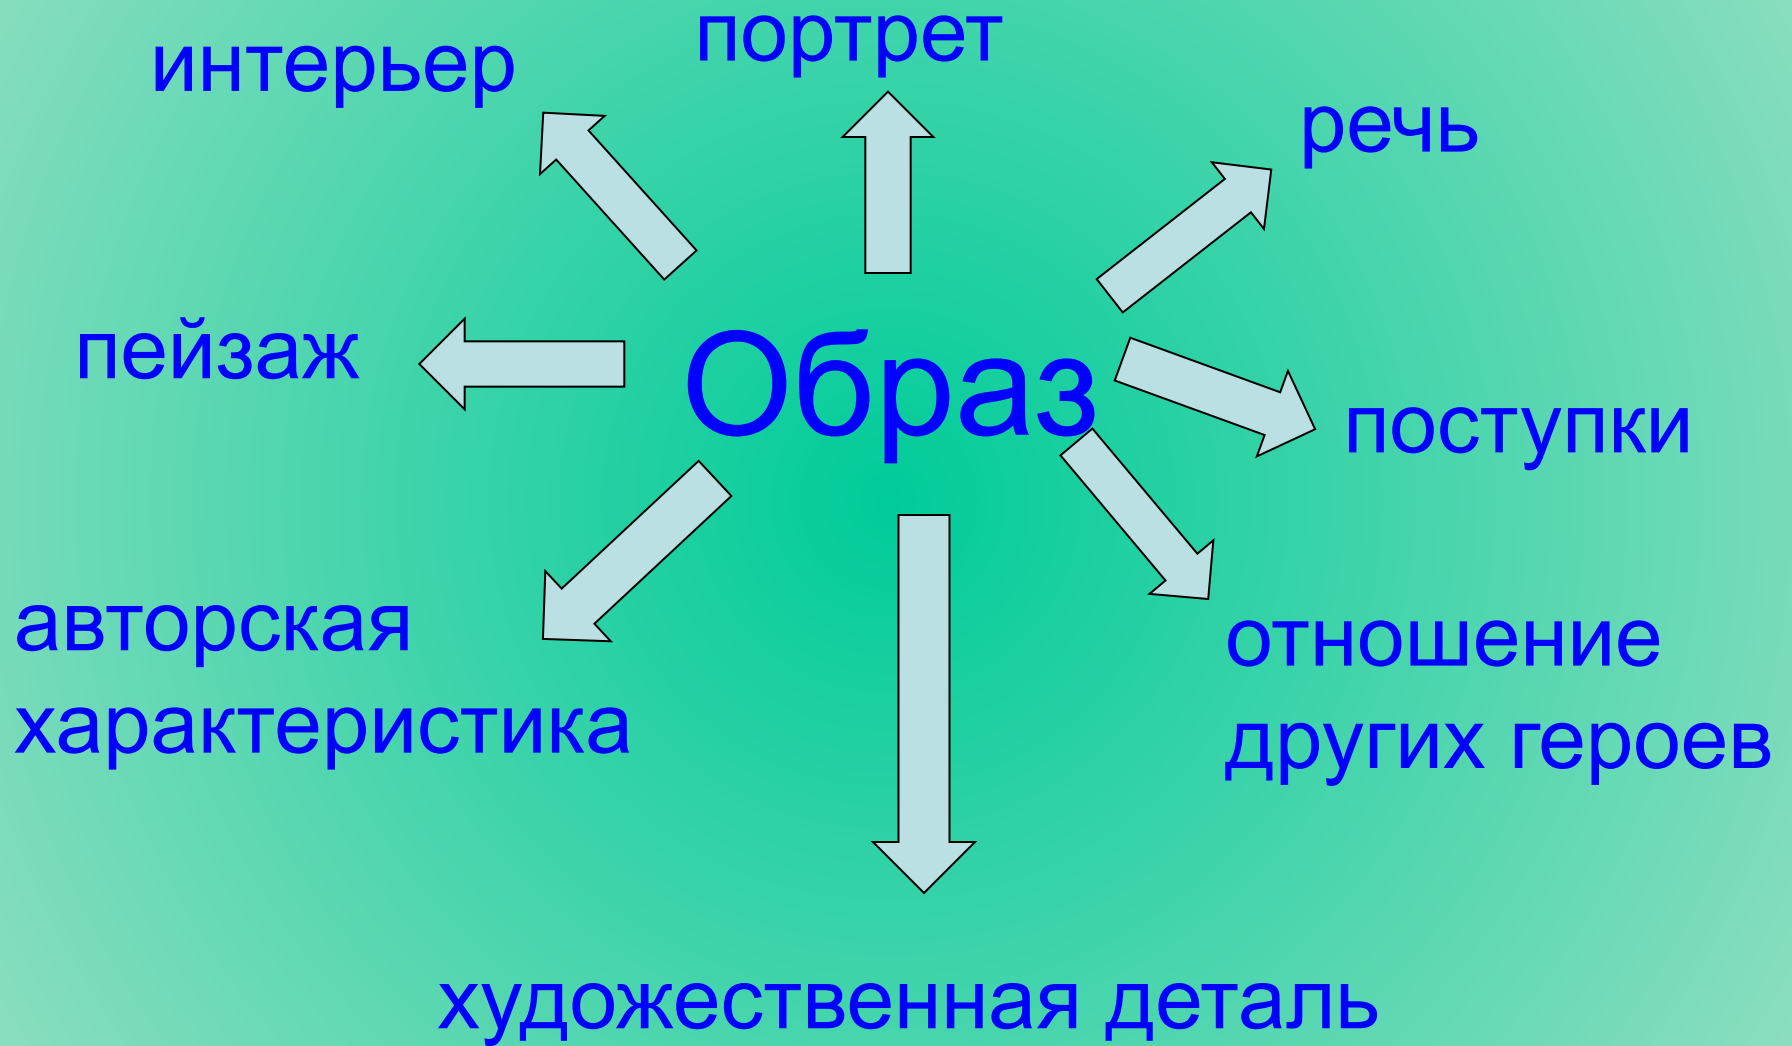 портрет
интерьер
речь
пейзаж
Образ
поступки
авторская
характеристика
отношение
других героев
художественная деталь